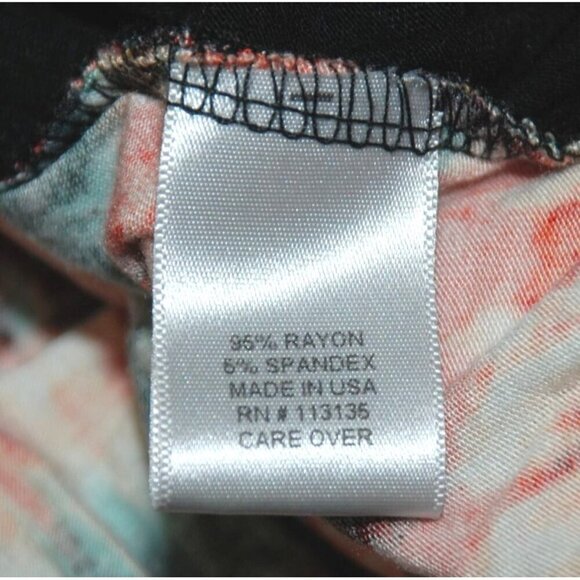 95% RAYON
5% SPANDEX
MADE IN USA
RN # 113135
CARE OVER